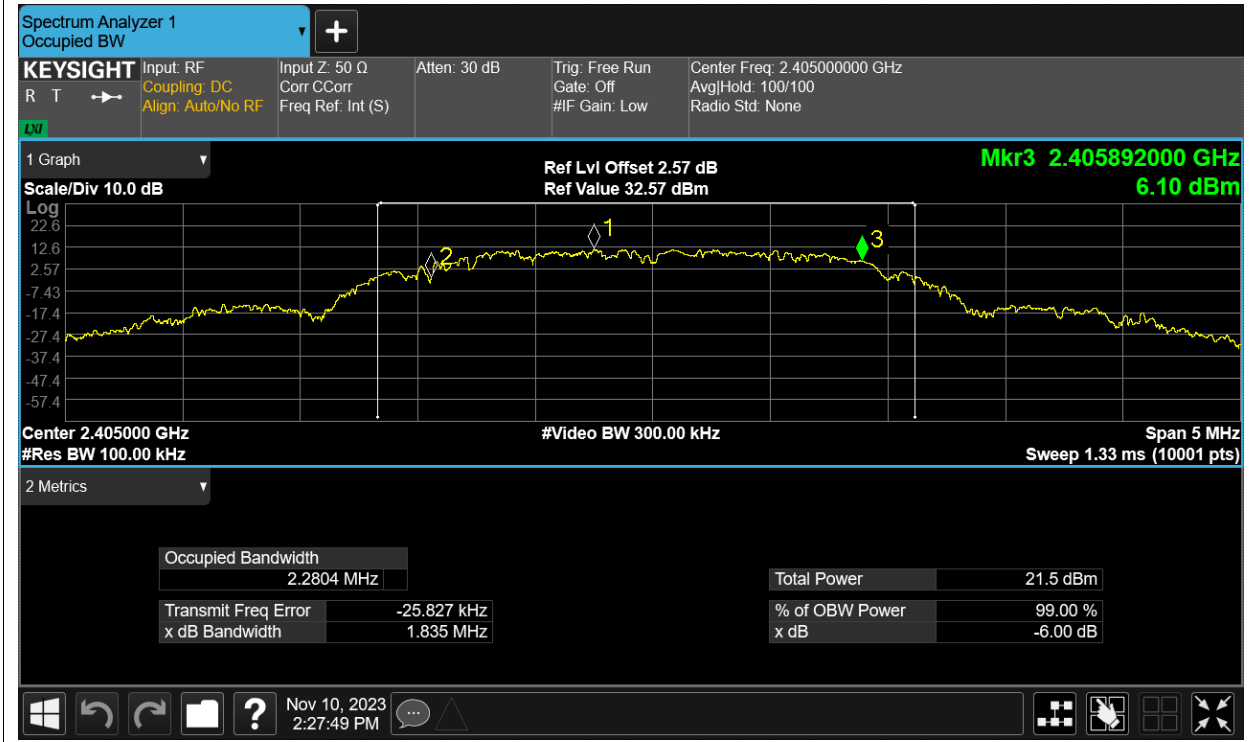 Spectrum Analyzer 1
Occupied BW
KEYSIGHT
R T
LXI
Input: RF
Coupling: DC
Align: Auto/No RF
Input Z: 50 Ω
Corr CCorr
Freq Ref: Int (S)
Atten: 30 dB
Trig: Free Run
Gate: Off
#IF Gain: Low
Center Freq: 2.405000000 GHz
Avg|Hold: 100/100
Radio Std: None
1 Graph
Scale/Div 10.0 dB
Ref Lvl Offset 2.57 dB
Ref Value 32.57 dBm
Mkr3 2.405892000 GHz
6.10 dBm
Log
22.6
12.6
2.57
-7.43
-17.4
-27.4
-37.4
-47.4
-57.4
1
2
3
Center 2.405000 GHz
#Video BW 300.00 kHz
Span 5 MHz
#Res BW 100.00 kHz
Sweep 1.33 ms (10001 pts)
2 Metrics
Occupied Bandwidth
2.2804 MHz
Total Power 21.5 dBm
Transmit Freq Error -25.827 kHz
% of OBW Power 99.00 %
x dB Bandwidth 1.835 MHz
x dB -6.00 dB
?
Nov 10, 2023
2:27:49 PM